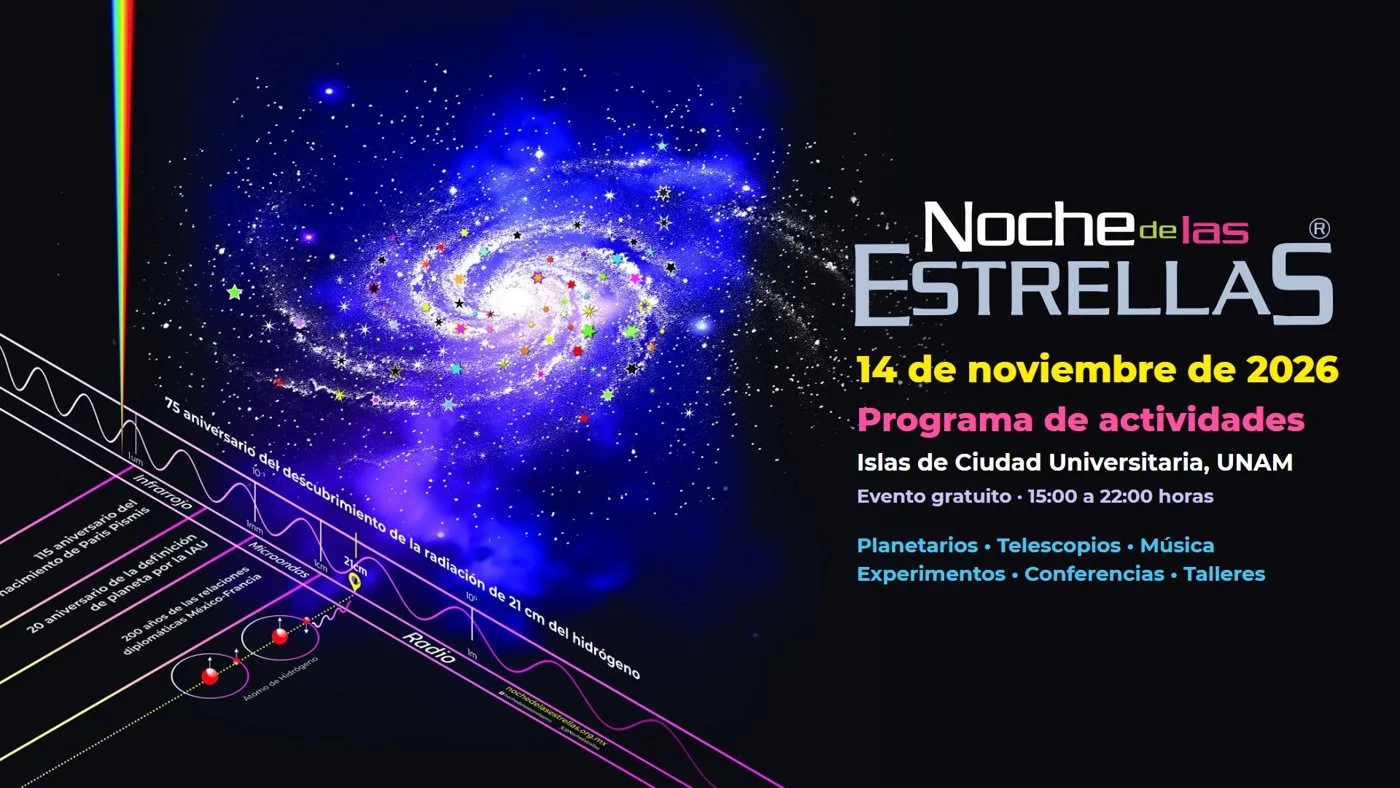 Noche de las
ESTRELLAS®
14 de noviembre de 2026
Programa de actividades
Islas de Ciudad Universitaria, UNAM
Evento gratuito · 15:00 a 22:00 horas
Planetarios • Telescopios • Música
Experimentos • Conferencias • Talleres
75 aniversario del descubrimiento de la radiación de 21 cm del hidrógeno
1um
1mm
1cm
21cm
10⁰
1m
Infrarrojo
Microondas
Radio
115 aniversario del
nacimiento de Paris Pismis
20 aniversario de la definición
de planeta por la IAU
200 años de las relaciones
diplomáticas México-Francia
Átomo de Hidrógeno
nochedelasestrellas.org.mx